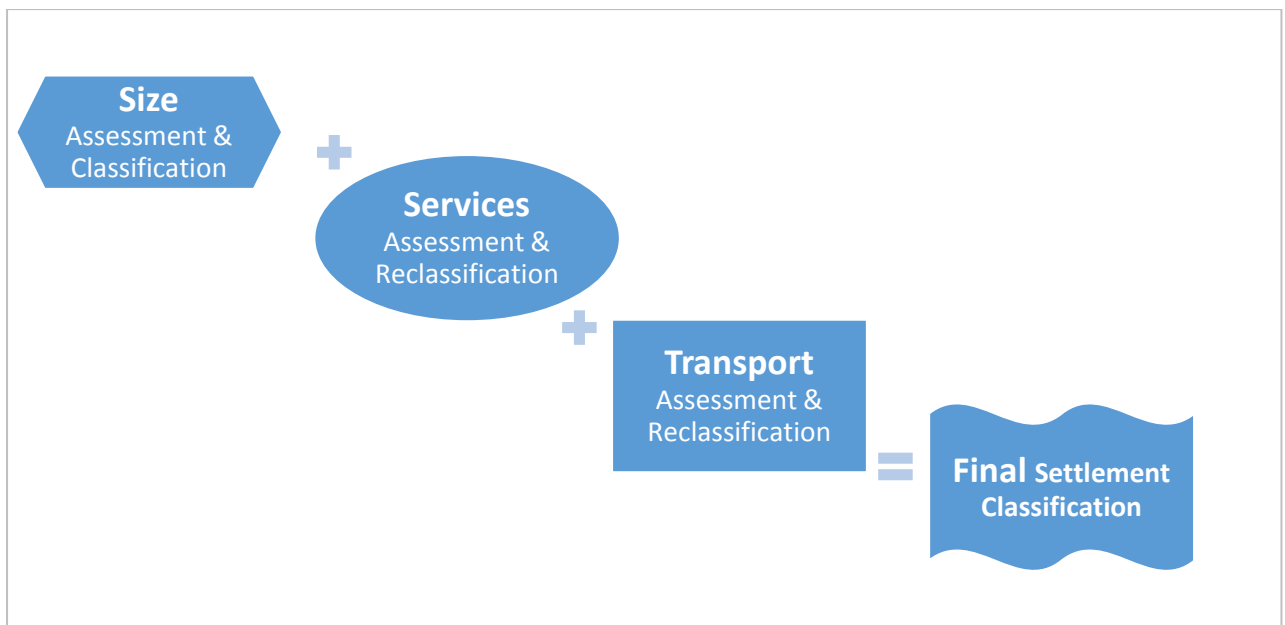 Size
Assessment &
Classification
+
Services
Assessment &
Reclassification
+
Transport
Assessment &
Reclassification
=
Final Settlement
Classification